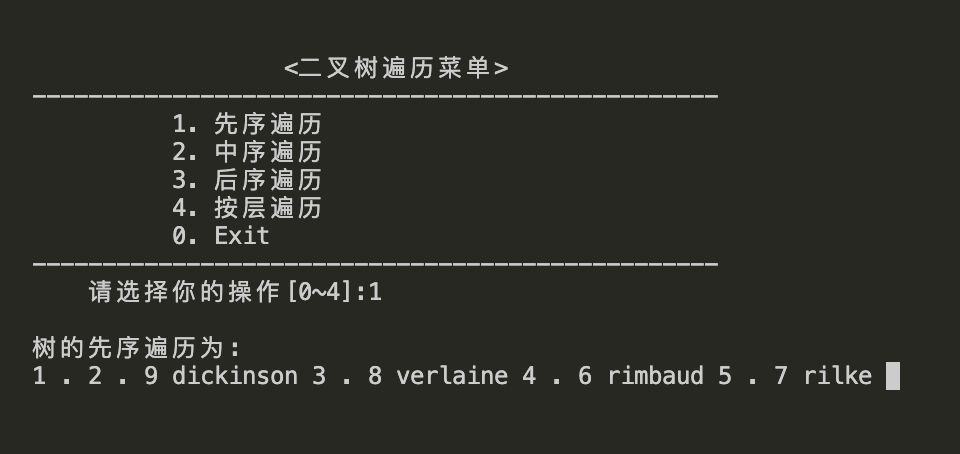 <二叉树遍历菜单>
-------------------------------------------------
1. 先序遍历
2. 中序遍历
3. 后序遍历
4. 按层遍历
0. Exit
-------------------------------------------------
请选择你的操作[0~4]:1
树的先序遍历为:
1 . 2 . 9 dickinson 3 . 8 verlaine 4 . 6 rimbaud 5 . 7 rilke